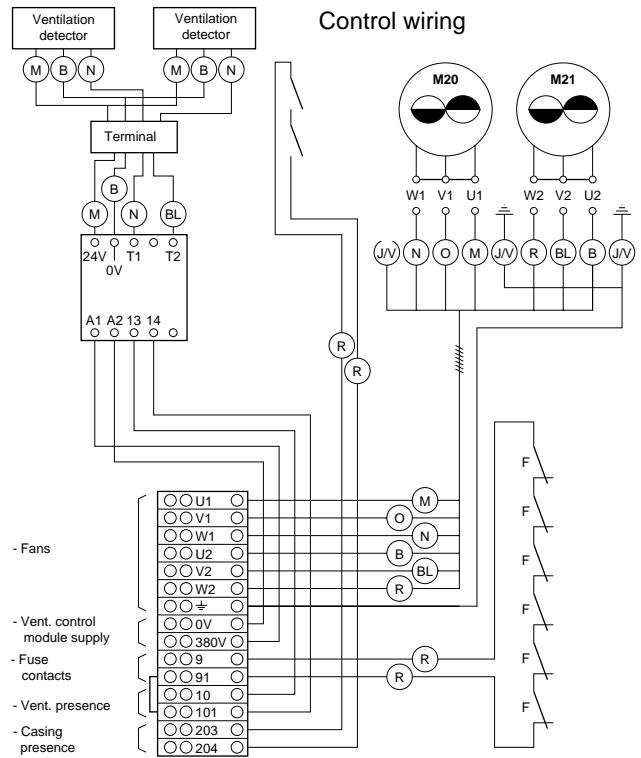 Control wiring
Ventilation
detector
Ventilation
detector
M B N M B N
Terminal
M B N BL
24V 0V T1 T2
A1 A2 13 14
M20 M21
W1 V1 U1 W2 V2 U2
J/V N O M J/V R BL B J/V
R
R
F
F
F
F
F
F
U1 M
V1 O
W1 N
U2 B
V2 BL
W2 R
0V
380V
9 R
91 R
10
101
203
204
- Fans
- Vent. control
module supply
- Fuse
contacts
- Vent. presence
- Casing
presence